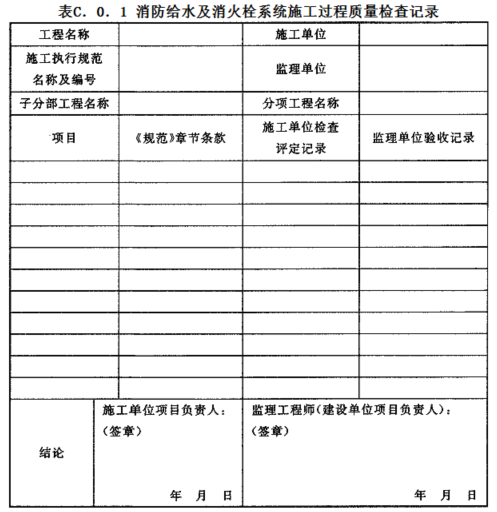 表C. 0. 1 消防给水及消火栓系统施工过程质量检查记录
工程名称 施工单位
施工执行规范
名称及编号 监理单位
子分部工程名称 分项工程名称
项目 《规范》章节条款 施工单位检查
评定记录 监理单位验收记录
结论 施工单位项目负责人：
（签章）
年 月 日
监理工程师（建设单位项目负责人）：
（签章）
年 月 日